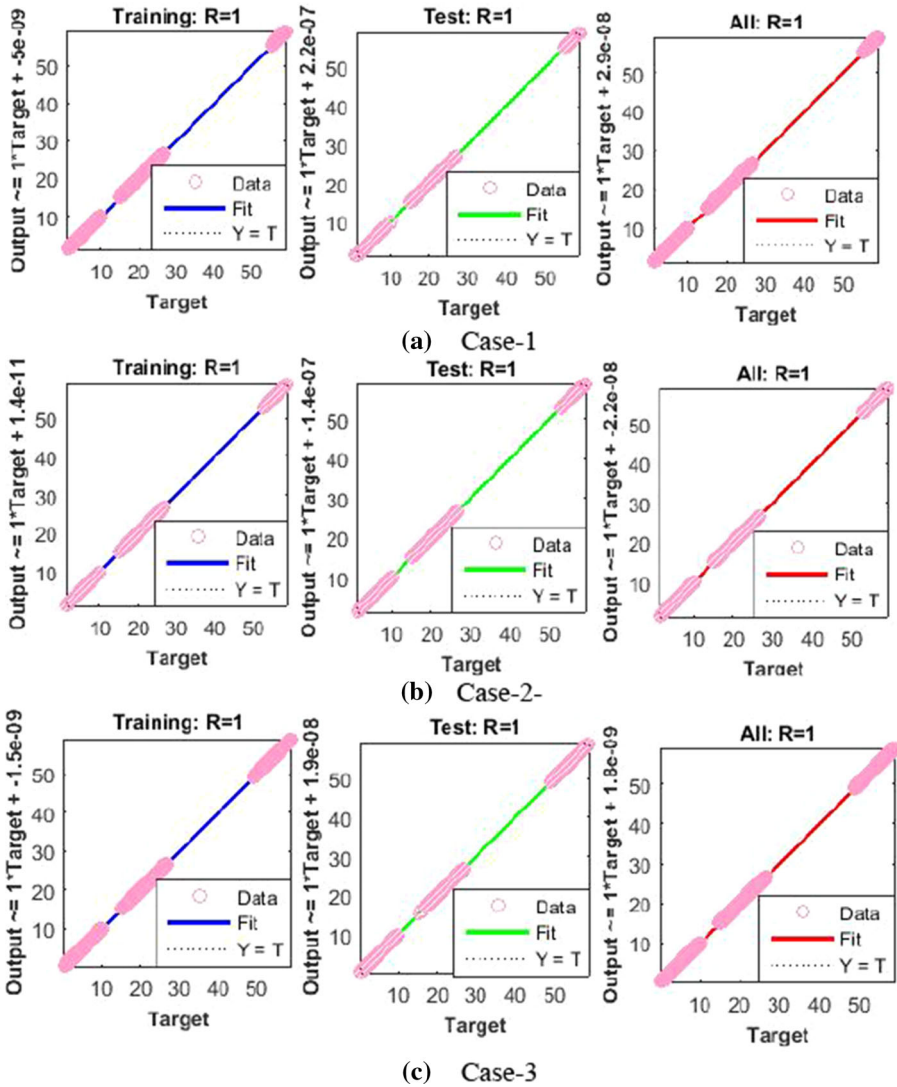 Training: R=1
Output ~= 1*Target + -5e-09
50
40
30
20
10
10 20 30 40 50
Target
Data
Fit
Y = T
Test: R=1
Output ~= 1*Target + 2.2e-07
50
40
30
20
10
10 20 30 40 50
Target
Data
Fit
Y = T
All: R=1
Output ~= 1*Target + 2.9e-08
50
40
30
20
10
10 20 30 40 50
Target
Data
Fit
Y = T
(a) Case-1
Training: R=1
Output ~= 1*Target + 1.4e-11
50
40
30
20
10
10 20 30 40 50
Target
Data
Fit
Y = T
Test: R=1
Output ~= 1*Target + -1.4e-07
50
40
30
20
10
10 20 30 40 50
Target
Data
Fit
Y = T
All: R=1
Output ~= 1*Target + -2.2e-08
50
40
30
20
10
10 20 30 40 50
Target
Data
Fit
Y = T
(b) Case-2-
Training: R=1
Output ~= 1*Target + -1.5e-09
50
40
30
20
10
10 20 30 40 50
Target
Data
Fit
Y = T
Test: R=1
Output ~= 1*Target + 1.9e-08
50
40
30
20
10
10 20 30 40 50
Target
Data
Fit
Y = T
All: R=1
Output ~= 1*Target + 1.8e-09
50
40
30
20
10
10 20 30 40 50
Target
Data
Fit
Y = T
(c) Case-3